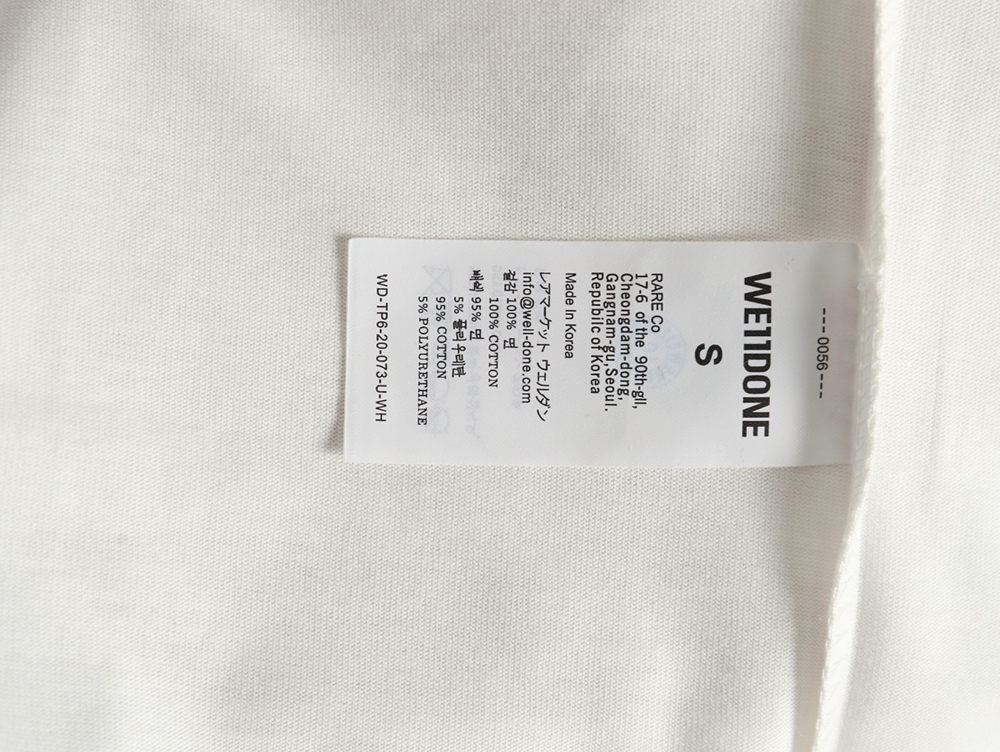 ---0056---
WE11DONE
S
RARE Co
17-6 of the 90th-gil,
Cheongdam-dong,
Gangnam-gu,Seoul.
Republic of Korea
Made In Korea
レアマーケット ウェルダン
info@well-done.com
겉감 100% 면
100% COTTON
배색 95% 면
5% 폴리우레탄
95% COTTON
5% POLYURETHANE
WD-TP6-20-073-U-WH